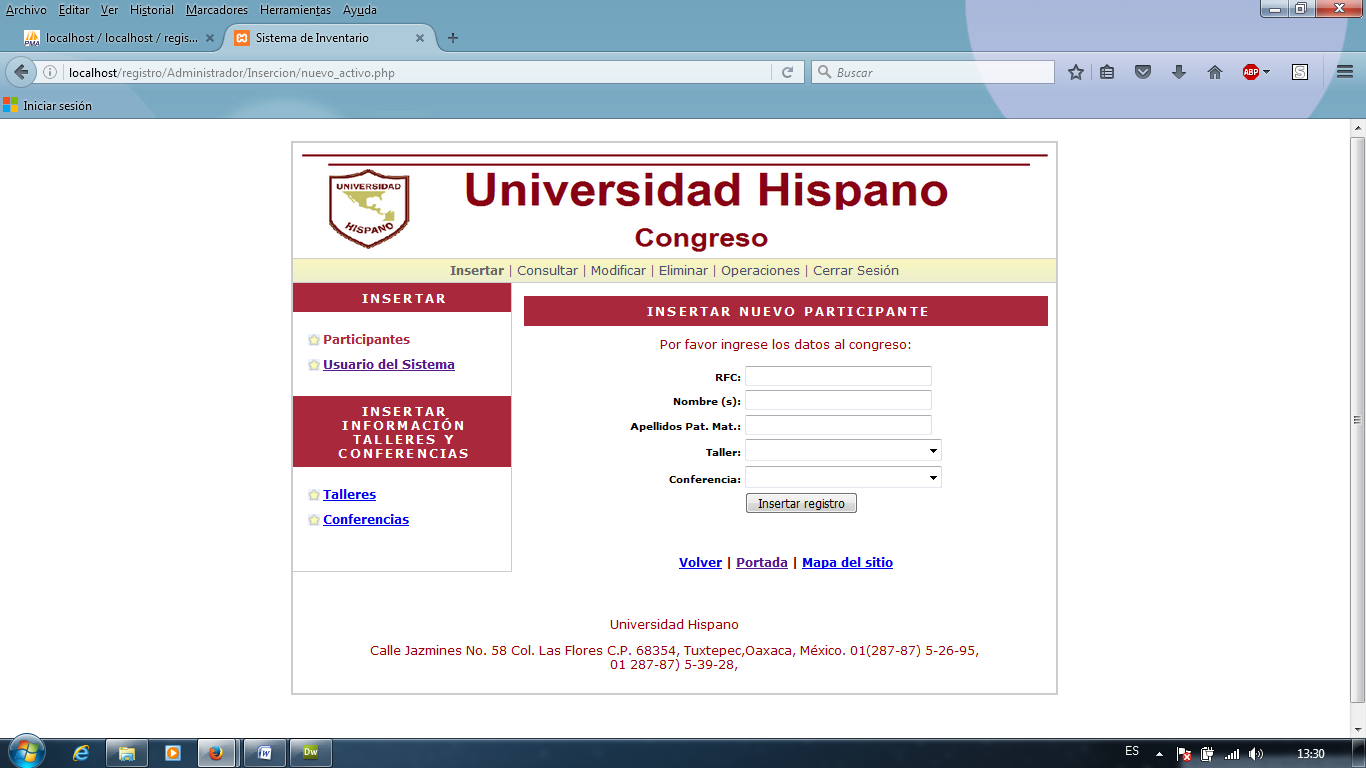 Archivo Editar Ver Historial Marcadores Herramientas Ayuda
PMA localhost / localhost / regis... × Sistema de Inventario × +
localhost/registro/Administrador/Insercion/nuevo_activo.php Buscar ABP S
Iniciar sesión
UNIVERSIDAD
HISPANO
Universidad Hispano
Congreso
Insertar | Consultar | Modificar | Eliminar | Operaciones | Cerrar Sesión
INSERTAR
Participantes
Usuario del Sistema
INSERTAR
INFORMACIÓN
TALLERES Y
CONFERENCIAS
Talleres
Conferencias
INSERTAR NUEVO PARTICIPANTE
Por favor ingrese los datos al congreso:
RFC:
Nombre (s):
Apellidos Pat. Mat.:
Taller:
Conferencia:
Insertar registro
Volver | Portada | Mapa del sitio
Universidad Hispano
Calle Jazmines No. 58 Col. Las Flores C.P. 68354, Tuxtepec,Oaxaca, México. 01(287-87) 5-26-95,
01 287-87) 5-39-28,
W Dw ES 13:30